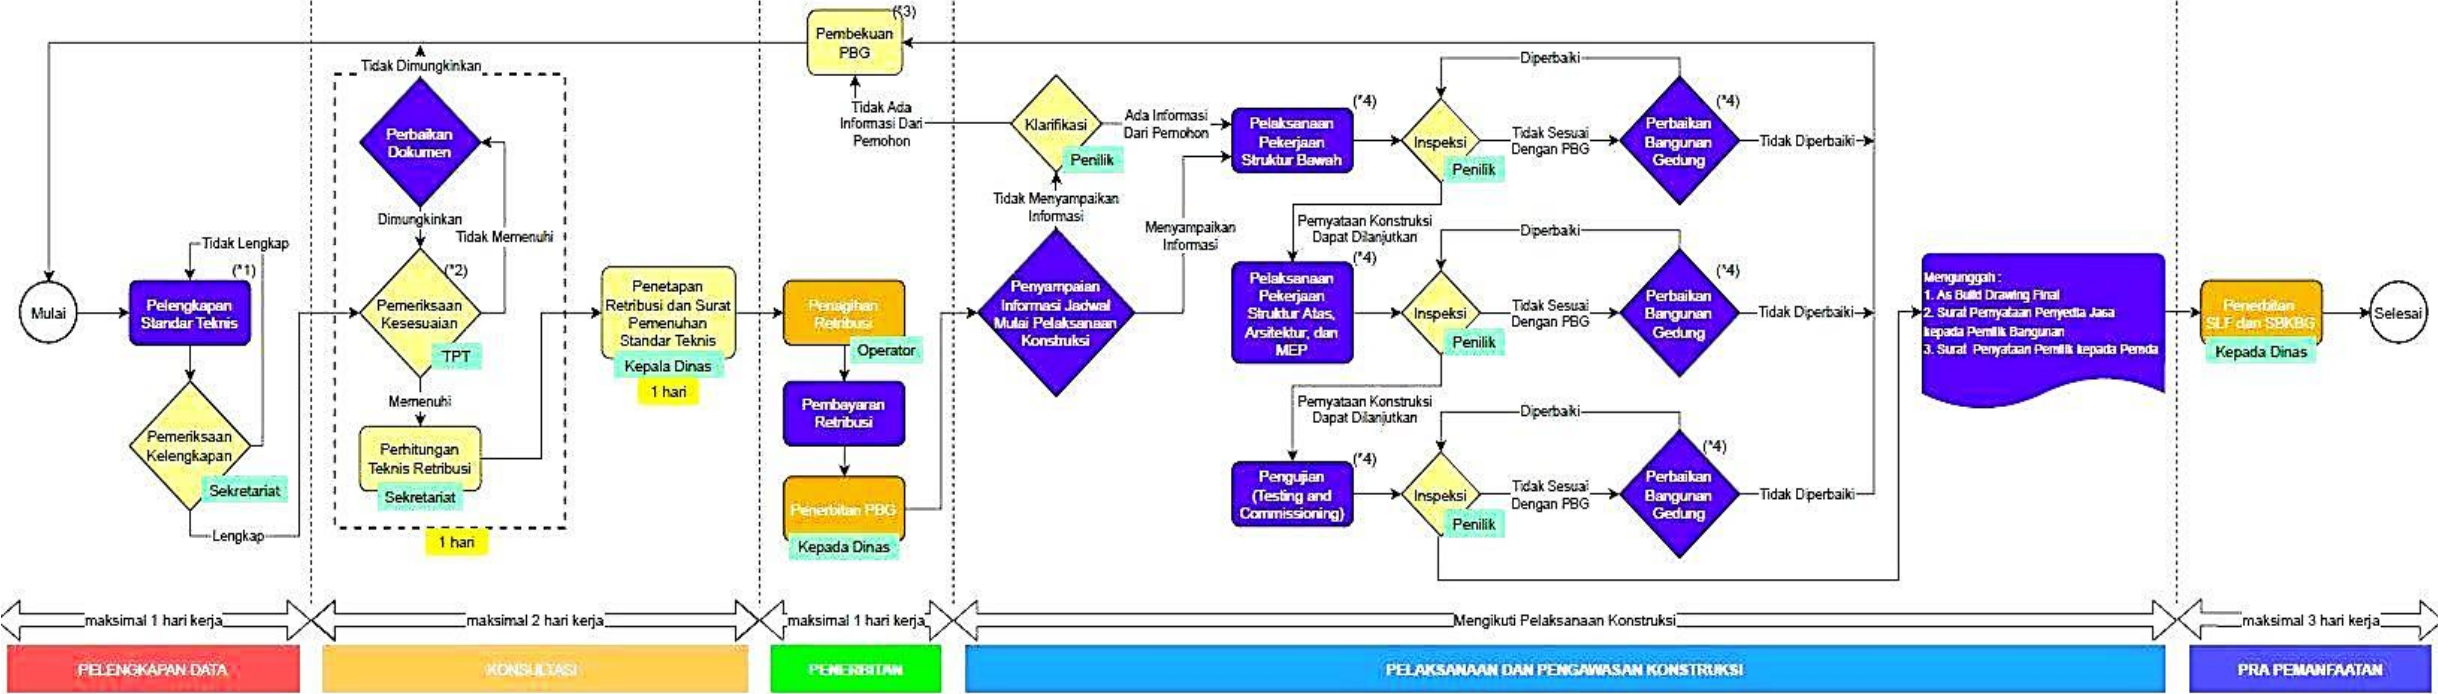 Mulai
Tidak Lengkap
(*1)
Pelengkapan
Standar Teknis
Pemeriksaan
Kelengkapan
Sekretariat
Lengkap
Tidak Dimungkinkan
Perbaikan
Dokumen
Dimungkinkan
Tidak Memenuhi
(*2)
Pemeriksaan
Kesesuaian
TPT
Memenuhi
Perhitungan
Teknis Retribusi
Sekretariat
1 hari
Penetapan
Retribusi dan Surat
Pemenuhan
Standar Teknis
Kepala Dinas
1 hari
(*3)
Pembekuan
PBG
Tidak Ada
Informasi Dari
Pemohon
Penagihan
Retribusi
Operator
Pembayaran
Retribusi
Penerbitan PBG
Kepada Dinas
Klarifikasi
Penilik
Ada Informasi
Dari Pemohon
Tidak Menyampaikan
Informasi
Menyampaikan
Informasi
Penyampaian
Informasi Jadwal
Mulai Pelaksanaan
Konstruksi
(*4)
Pelaksanaan
Pekerjaan
Struktur Bawah
Diperbaiki
Inspeksi
Penilik
Tidak Sesuai
Dengan PBG
(*4)
Perbaikan
Bangunan
Gedung
Tidak Diperbaiki
Pernyataan Konstruksi
Dapat Dilanjutkan
(*4)
Pelaksanaan
Pekerjaan
Struktur Atas,
Arsitektur, dan
MEP
Diperbaiki
Inspeksi
Penilik
Tidak Sesuai
Dengan PBG
(*4)
Perbaikan
Bangunan
Gedung
Tidak Diperbaiki
Pernyataan Konstruksi
Dapat Dilanjutkan
(*4)
Pengujian
(Testing and
Commissioning)
Diperbaiki
Inspeksi
Penilik
Tidak Sesuai
Dengan PBG
(*4)
Perbaikan
Bangunan
Gedung
Tidak Diperbaiki
Mengunggah :
1. As Build Drawing Final
2. Surat Pernyataan Penyedia Jasa
kepada Pemilik Bangunan
3. Surat Penyataan Pemilik kepada Pemda
Penerbitan
SLF dan SBKBG
Kepada Dinas
Selesai
maksimal 1 hari kerja
maksimal 2 hari kerja
maksimal 1 hari kerja
Mengikuti Pelaksanaan Konstruksi
maksimal 3 hari kerja
PELENGKAPAN DATA
KONSULTASI
PENERBITAN
PELAKSANAAN DAN PENGAWASAN KONSTRUKSI
PRA PEMANFAATAN